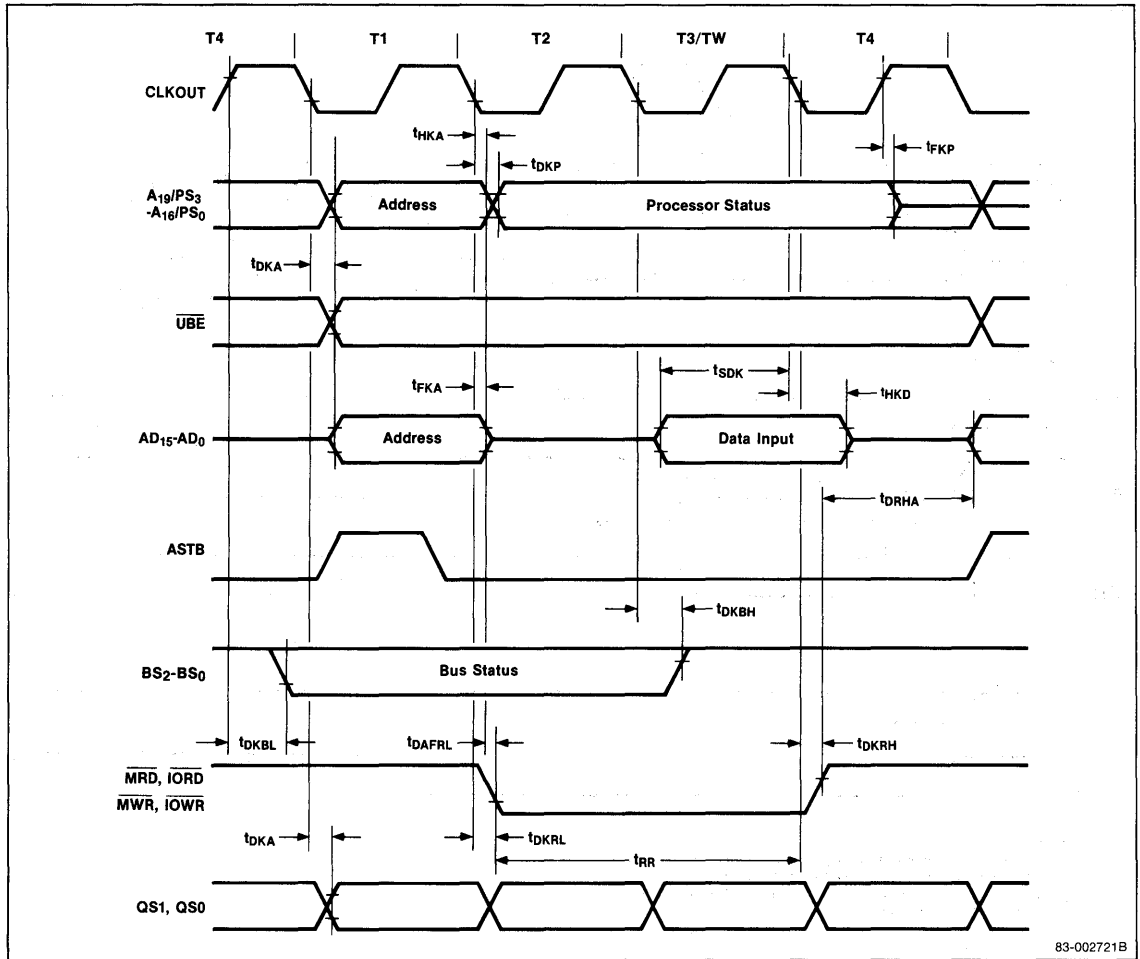 T4 T1 T2 T3/TW T4
CLKOUT
tHKA
tDKP
tFKP
A19/PS3
-A16/PS0
Address
Processor Status
tDKA
UBE
tFKA
tSDK
tHKD
AD15-AD0
Address
Data Input
tDRHA
ASTB
tDKBH
BS2-BS0
Bus Status
tDKBL
tDAFRL
tDKRH
MRD, IORD
MWR, IOWR
tDKA
tDKRL
tRR
QS1, QS0
83-002721B